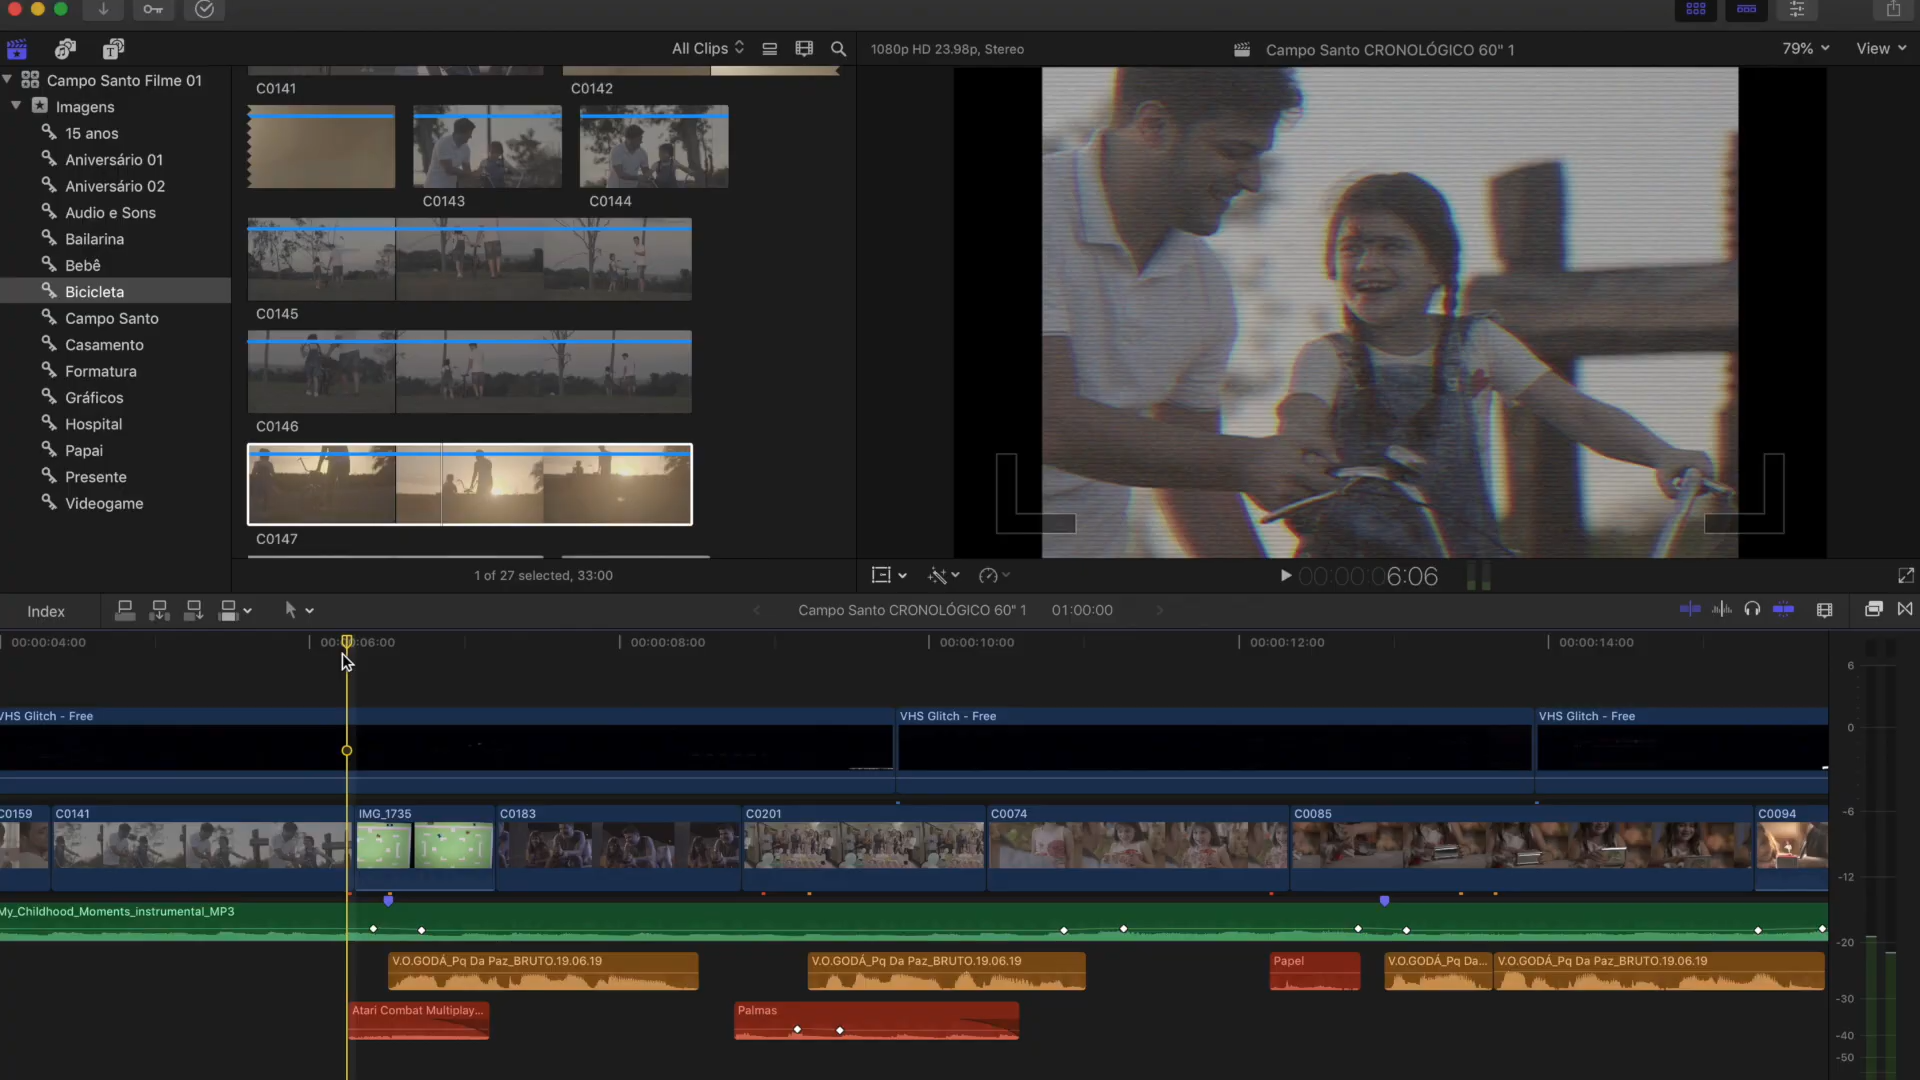 All Clips
1080p HD 23.98p, Stereo
Campo Santo CRONOLÓGICO 60" 1
79%
View
Campo Santo Filme 01
Imagens
15 anos
Aniversário 01
Aniversário 02
Audio e Sons
Bailarina
Bebê
Bicicleta
Campo Santo
Casamento
Formatura
Gráficos
Hospital
Papai
Presente
Videogame
C0141
C0142
C0143
C0144
C0145
C0146
C0147
1 of 27 selected, 33:00
00:00:06:06
Index
Campo Santo CRONOLÓGICO 60" 1
01:00:00
00:00:04:00
00:00:06:00
00:00:08:00
00:00:10:00
00:00:12:00
00:00:14:00
VHS Glitch - Free
VHS Glitch - Free
VHS Glitch - Free
C0159
C0141
IMG_1735
C0183
C0201
C0074
C0085
C0094
My_Childhood_Moments_instrumental_MP3
V.O.GODÁ_Pq Da Paz_BRUTO.19.06.19
V.O.GODÁ_Pq Da Paz_BRUTO.19.06.19
Papel
V.O.GODÁ_Pq Da...
V.O.GODÁ_Pq Da Paz_BRUTO.19.06.19
Atari Combat Multiplay...
Palmas
6
0
-6
-12
-20
-30
-40
-50